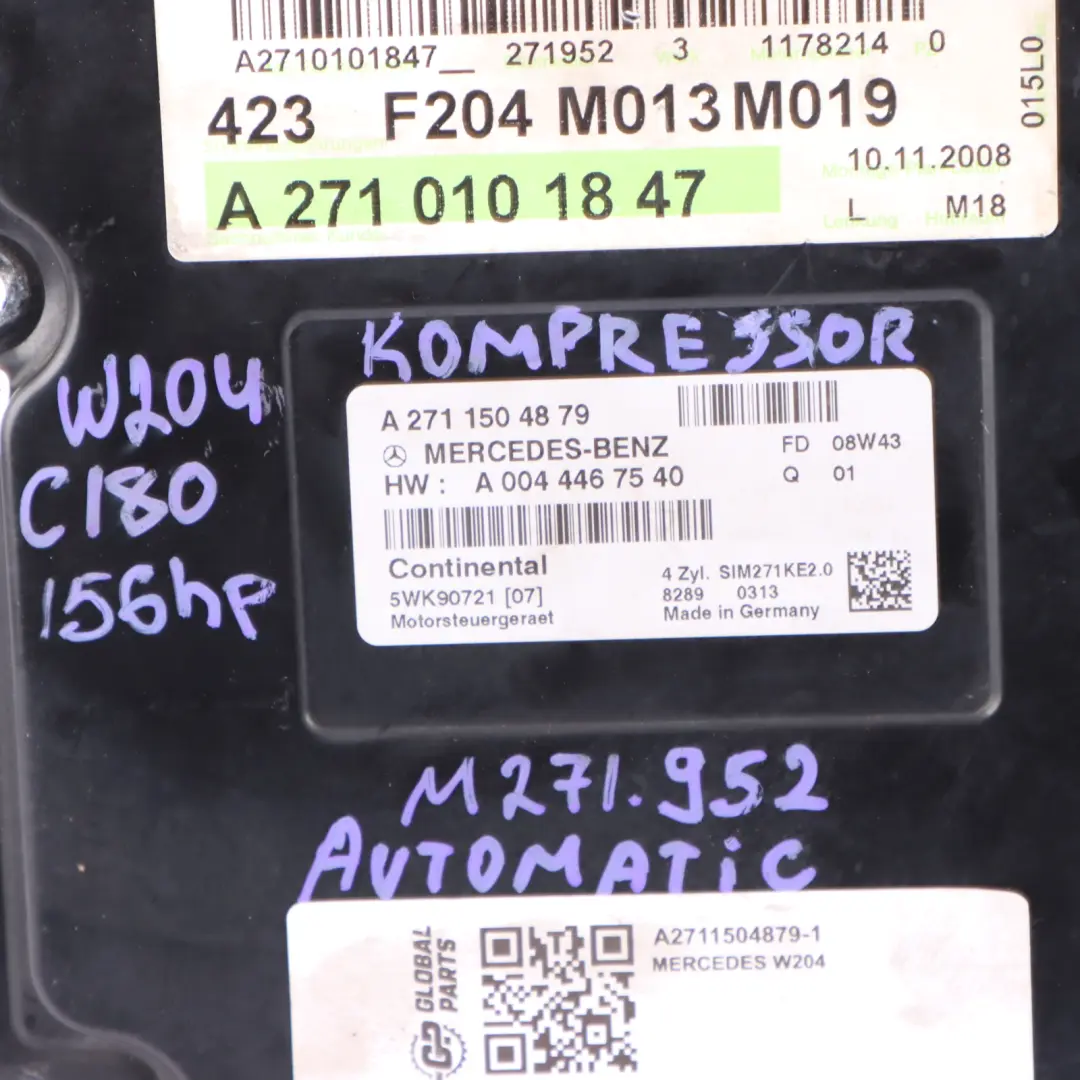 A2710101847__ 271952 3 1178214 0
423 F204 M013 M019
015L0
10.11.2008
A 271 010 18 47
L M18
KOMPRESSOR
W204
C180
156hp
A 271 150 48 79
MERCEDES-BENZ
FD 08W43
HW : A 004 446 75 40
Q 01
Continental
5WK90721 [07]
Motorsteuergeraet
4 Zyl. SIM271KE2.0
8289 0313
Made in Germany
M271.952
AUTOMATiC
GLOBAL
PARTS
A2711504879-1
MERCEDES W204